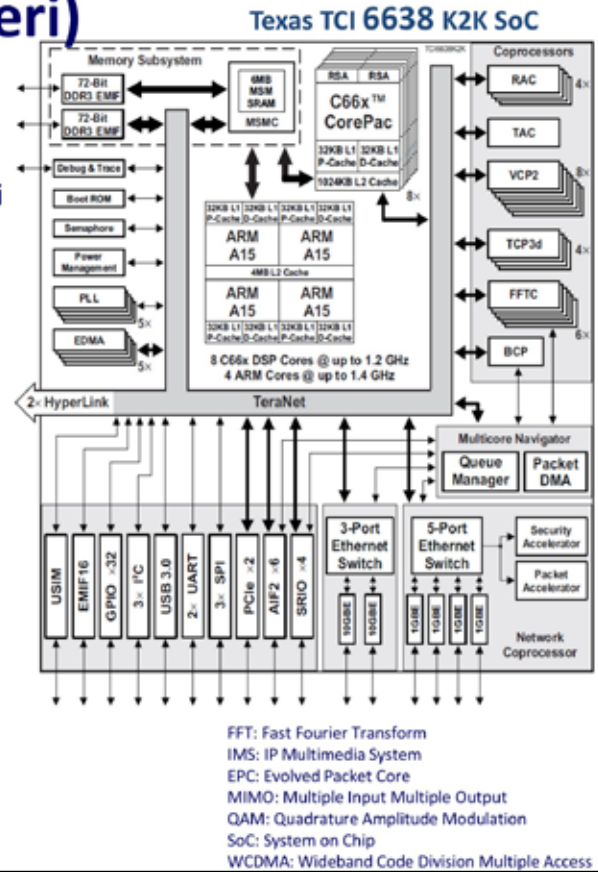 eri)
Texas TCI 6638 K2K SoC
TCI6638K2K
Memory Subsystem
72-Bit
DDR3 EMIF
72-Bit
DDR3 EMIF
6MB
MSM
SRAM
MSMC
RSA RSA
C66x™
CorePac
32KB L1 32KB L1
P-Cache D-Cache
1024KB L2 Cache
8×
Coprocessors
RAC
4×
TAC
VCP2
8×
TCP3d
4×
FFTC
6×
BCP
i
Debug & Trace
Boot ROM
Semaphore
Power
Management
PLL
5×
EDMA
5×
32KB L1 32KB L1 32KB L1 32KB L1
P-Cache D-Cache P-Cache D-Cache
ARM ARM
A15 A15
4MB L2 Cache
ARM ARM
A15 A15
32KB L1 32KB L1 32KB L1 32KB L1
P-Cache D-Cache P-Cache D-Cache
8 C66x DSP Cores @ up to 1.2 GHz
4 ARM Cores @ up to 1.4 GHz
2× HyperLink
TeraNet
Multicore Navigator
Queue
Manager
Packet
DMA
USIM
EMIF16
GPIO ×32
3× I²C
USB 3.0
2× UART
3× SPI
PCIe ×2
AIF2 ×6
SRIO ×4
3-Port
Ethernet
Switch
10GBE
10GBE
5-Port
Ethernet
Switch
1GBE
1GBE
1GBE
1GBE
Security
Accelerator
Packet
Accelerator
Network
Coprocessor
FFT: Fast Fourier Transform
IMS: IP Multimedia System
EPC: Evolved Packet Core
MIMO: Multiple Input Multiple Output
QAM: Quadrature Amplitude Modulation
SoC: System on Chip
WCDMA: Wideband Code Division Multiple Access